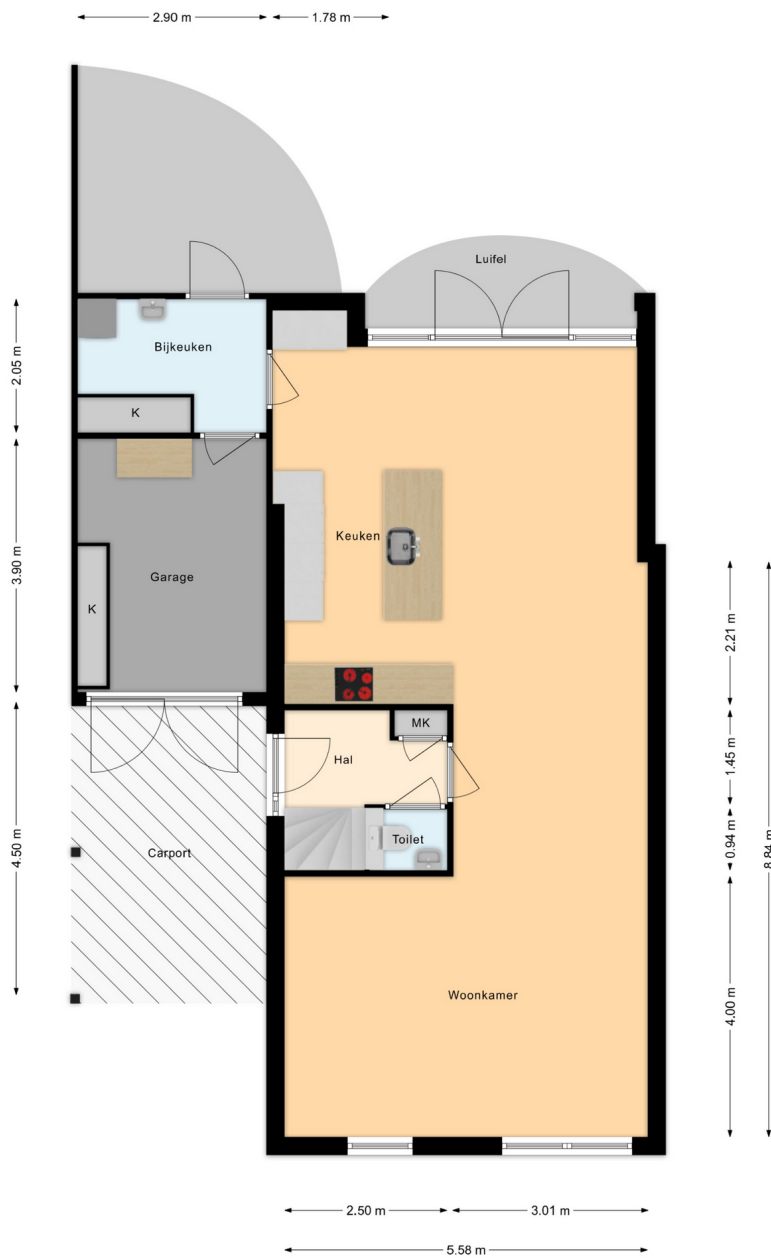 2.90 m
1.78 m
Luifel
2.05 m
Bijkeuken
K
3.90 m
Keuken
Garage
K
2.21 m
MK
Hal
1.45 m
Toilet
0.94 m
4.50 m
Carport
8.84 m
Woonkamer
4.00 m
2.50 m
3.01 m
5.58 m